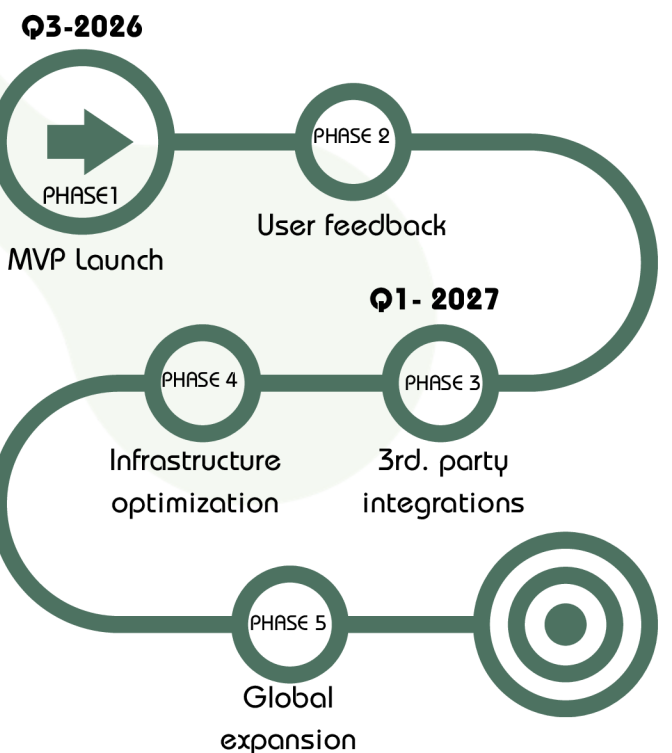 Q3-2026
PHASE1
MVP Launch
PHASE 2
User feedback
Q1- 2027
PHASE 3
3rd. party
integrations
PHASE 4
Infrastructure
optimization
PHASE 5
Global
expansion